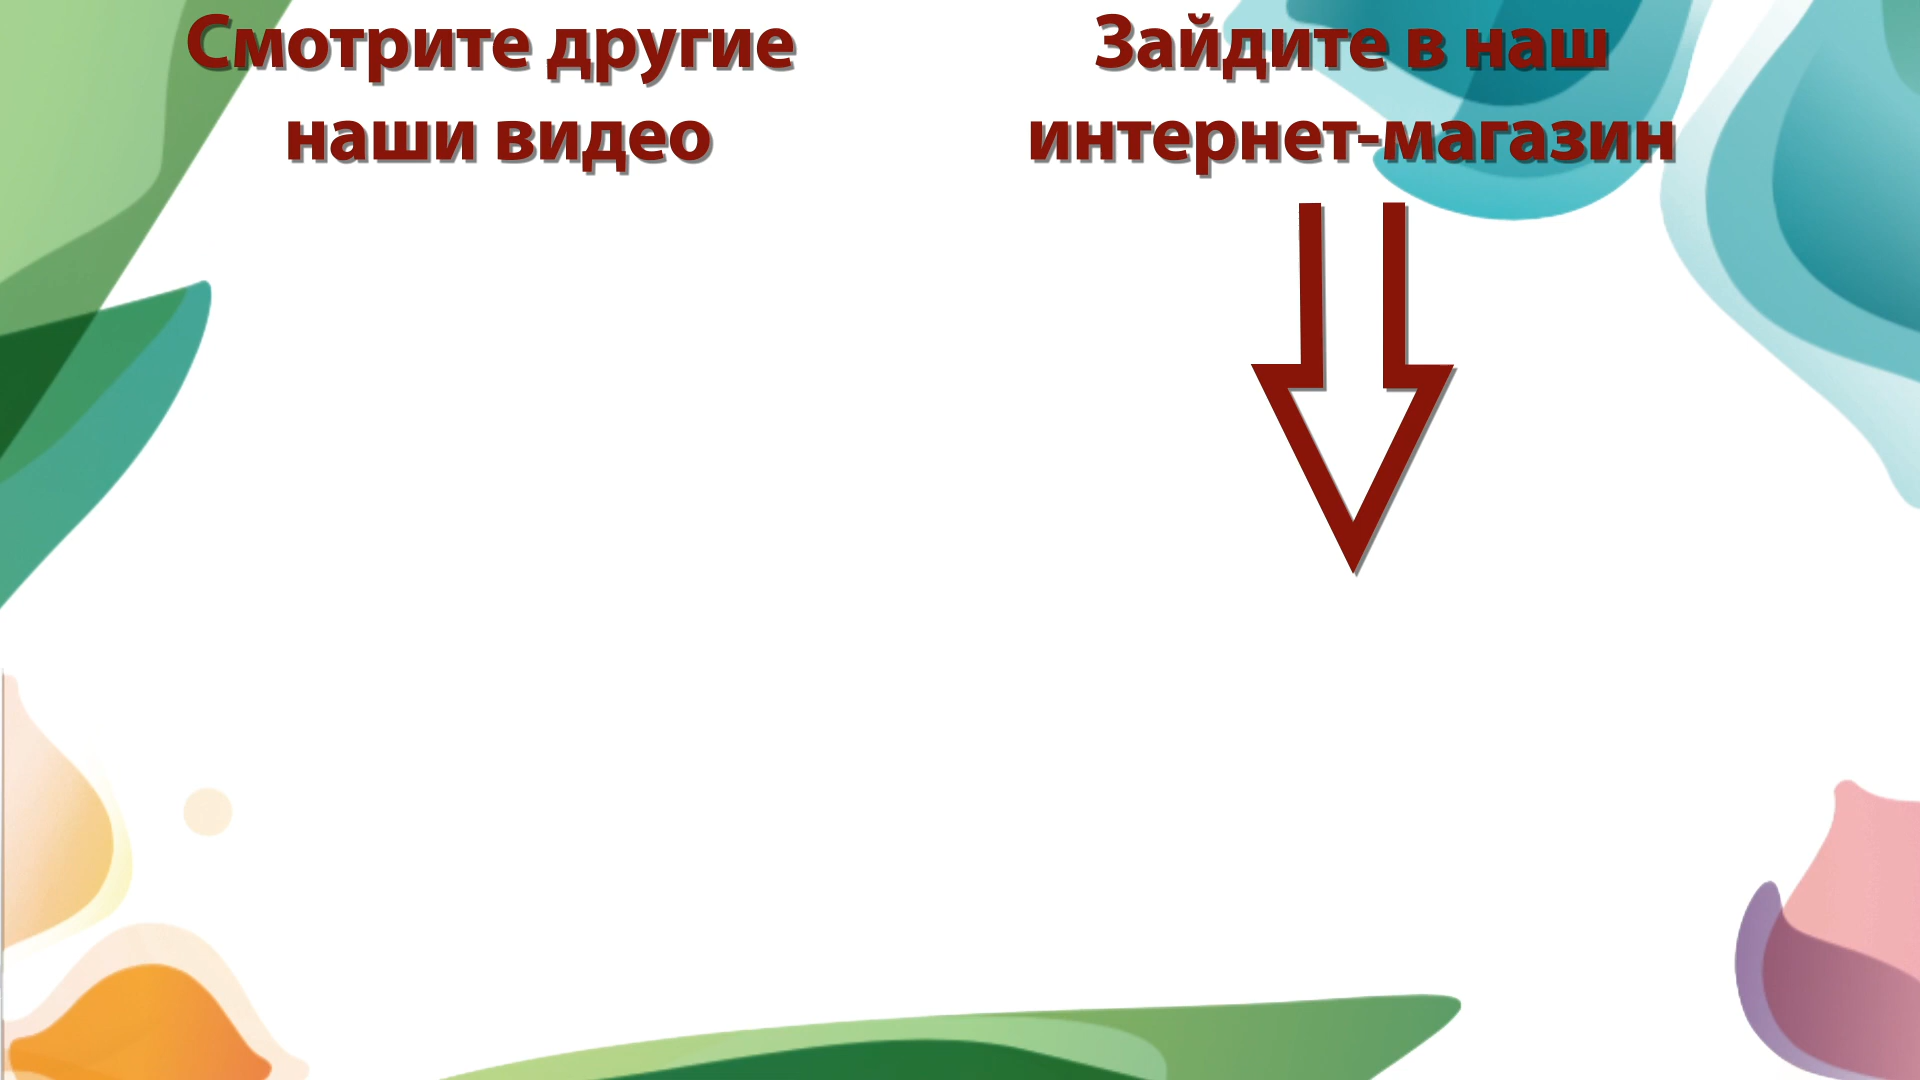 Смотрите другие
наши видео
Зайдите в наш
интернет-магазин